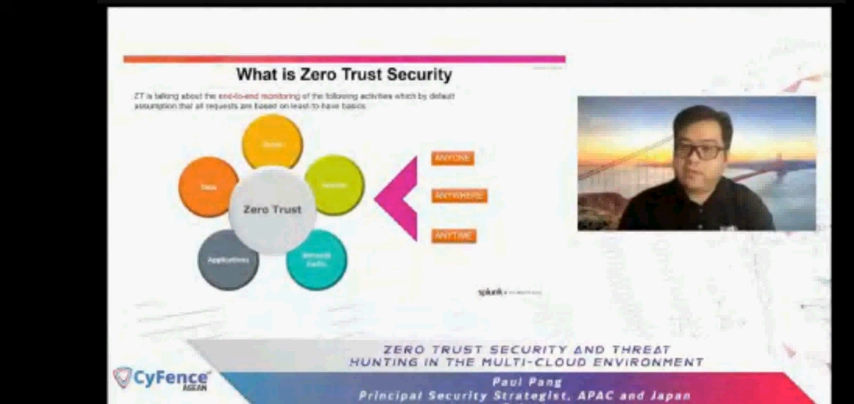 What is Zero Trust Security
ZT is talking about the end-to-end monitoring of the following activities which by default
assumption that all requests are based on least-to-have basics.
Data
Zero Trust
Applications
Network
ANYONE
ANYWHERE
ANYTIME
splunk>
ZERO TRUST SECURITY AND THREAT
HUNTING IN THE MULTI-CLOUD ENVIRONMENT
CyFence
ASEAN
Paul Pang
Principal Security Strategist, APAC and Japan